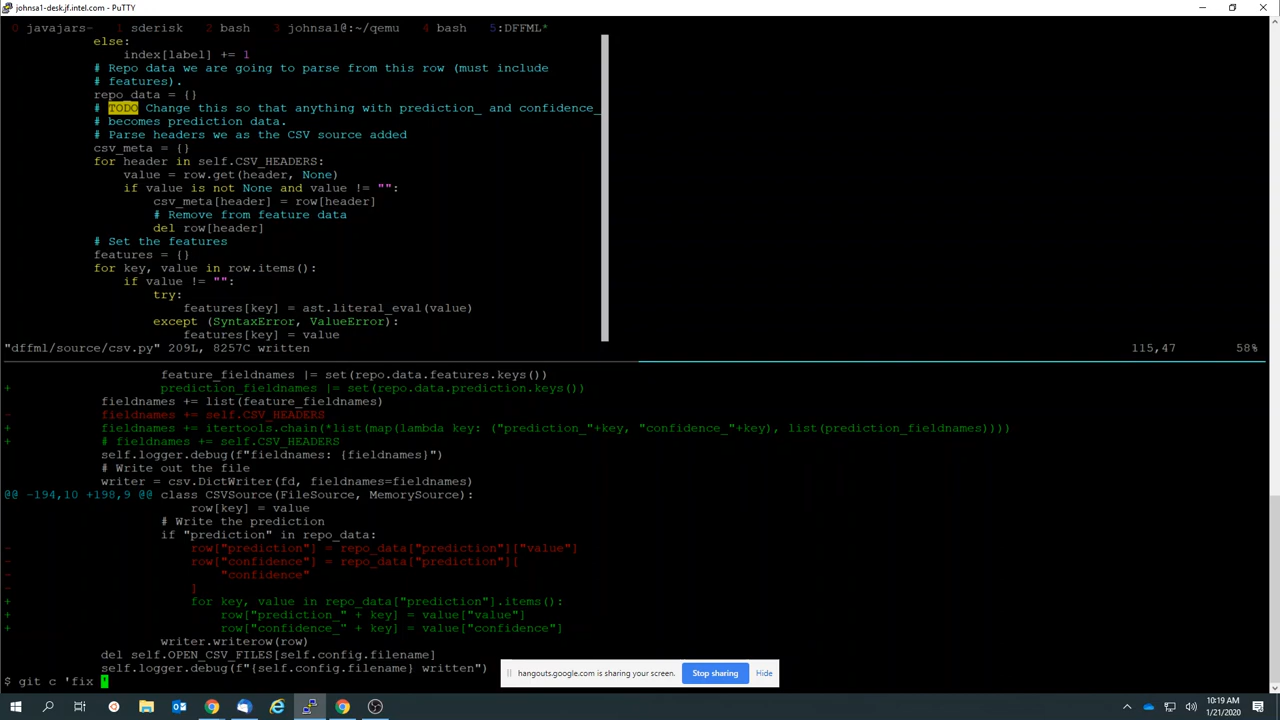 johnsa1-desk.jf.intel.com - PuTTY
0 javajars- 1 sderisk 2 bash 3 johnsa1@:~/qemu 4 bash 5:DFFML*
else:
index[label] += 1
# Repo data we are going to parse from this row (must include
# features).
repo_data = {}
# TODO Change this so that anything with prediction_ and confidence_
# becomes prediction data.
# Parse headers we as the CSV source added
csv_meta = {}
for header in self.CSV_HEADERS:
value = row.get(header, None)
if value is not None and value != "":
csv_meta[header] = row[header]
# Remove from feature data
del row[header]
# Set the features
features = {}
for key, value in row.items():
if value != "":
try:
features[key] = ast.literal_eval(value)
except (SyntaxError, ValueError):
features[key] = value
"dffml/source/csv.py" 209L, 8257C written 115,47 58%
feature_fieldnames |= set(repo.data.features.keys())
+ prediction_fieldnames |= set(repo.data.prediction.keys())
fieldnames += list(feature_fieldnames)
- fieldnames += self.CSV_HEADERS
+ fieldnames += itertools.chain(*list(map(lambda key: ("prediction_"+key, "confidence_"+key), list(prediction_fieldnames))))
+ # fieldnames += self.CSV_HEADERS
self.logger.debug(f"fieldnames: {fieldnames}")
# Write out the file
writer = csv.DictWriter(fd, fieldnames=fieldnames)
@@ -194,10 +198,9 @@ class CSVSource(FileSource, MemorySource):
row[key] = value
# Write the prediction
if "prediction" in repo_data:
- row["prediction"] = repo_data["prediction"]["value"]
- row["confidence"] = repo_data["prediction"][
- "confidence"
- ]
+ for key, value in repo_data["prediction"].items():
+ row["prediction_" + key] = value["value"]
+ row["confidence_" + key] = value["confidence"]
writer.writerow(row)
del self.OPEN_CSV_FILES[self.config.filename]
self.logger.debug(f"{self.config.filename} written")
$ git c 'fix '
hangouts.google.com is sharing your screen. Stop sharing Hide
10:19 AM
1/21/2020